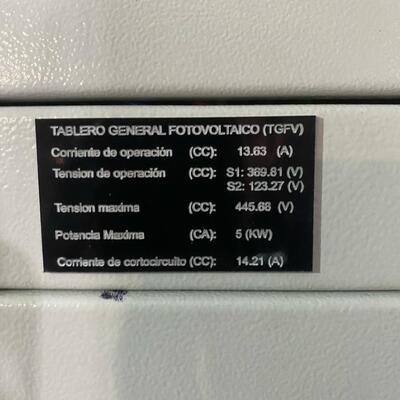 TABLERO GENERAL FOTOVOLTAICO (TGFV)
Corriente de operación (CC): 13.63 (A)
Tension de operación (CC): S1: 369.81 (V)
S2: 123.27 (V)
Tension maxima (CC): 445.68 (V)
Potencia Maxima (CA): 5 (KW)
Corriente de cortocircuito (CC): 14.21 (A)